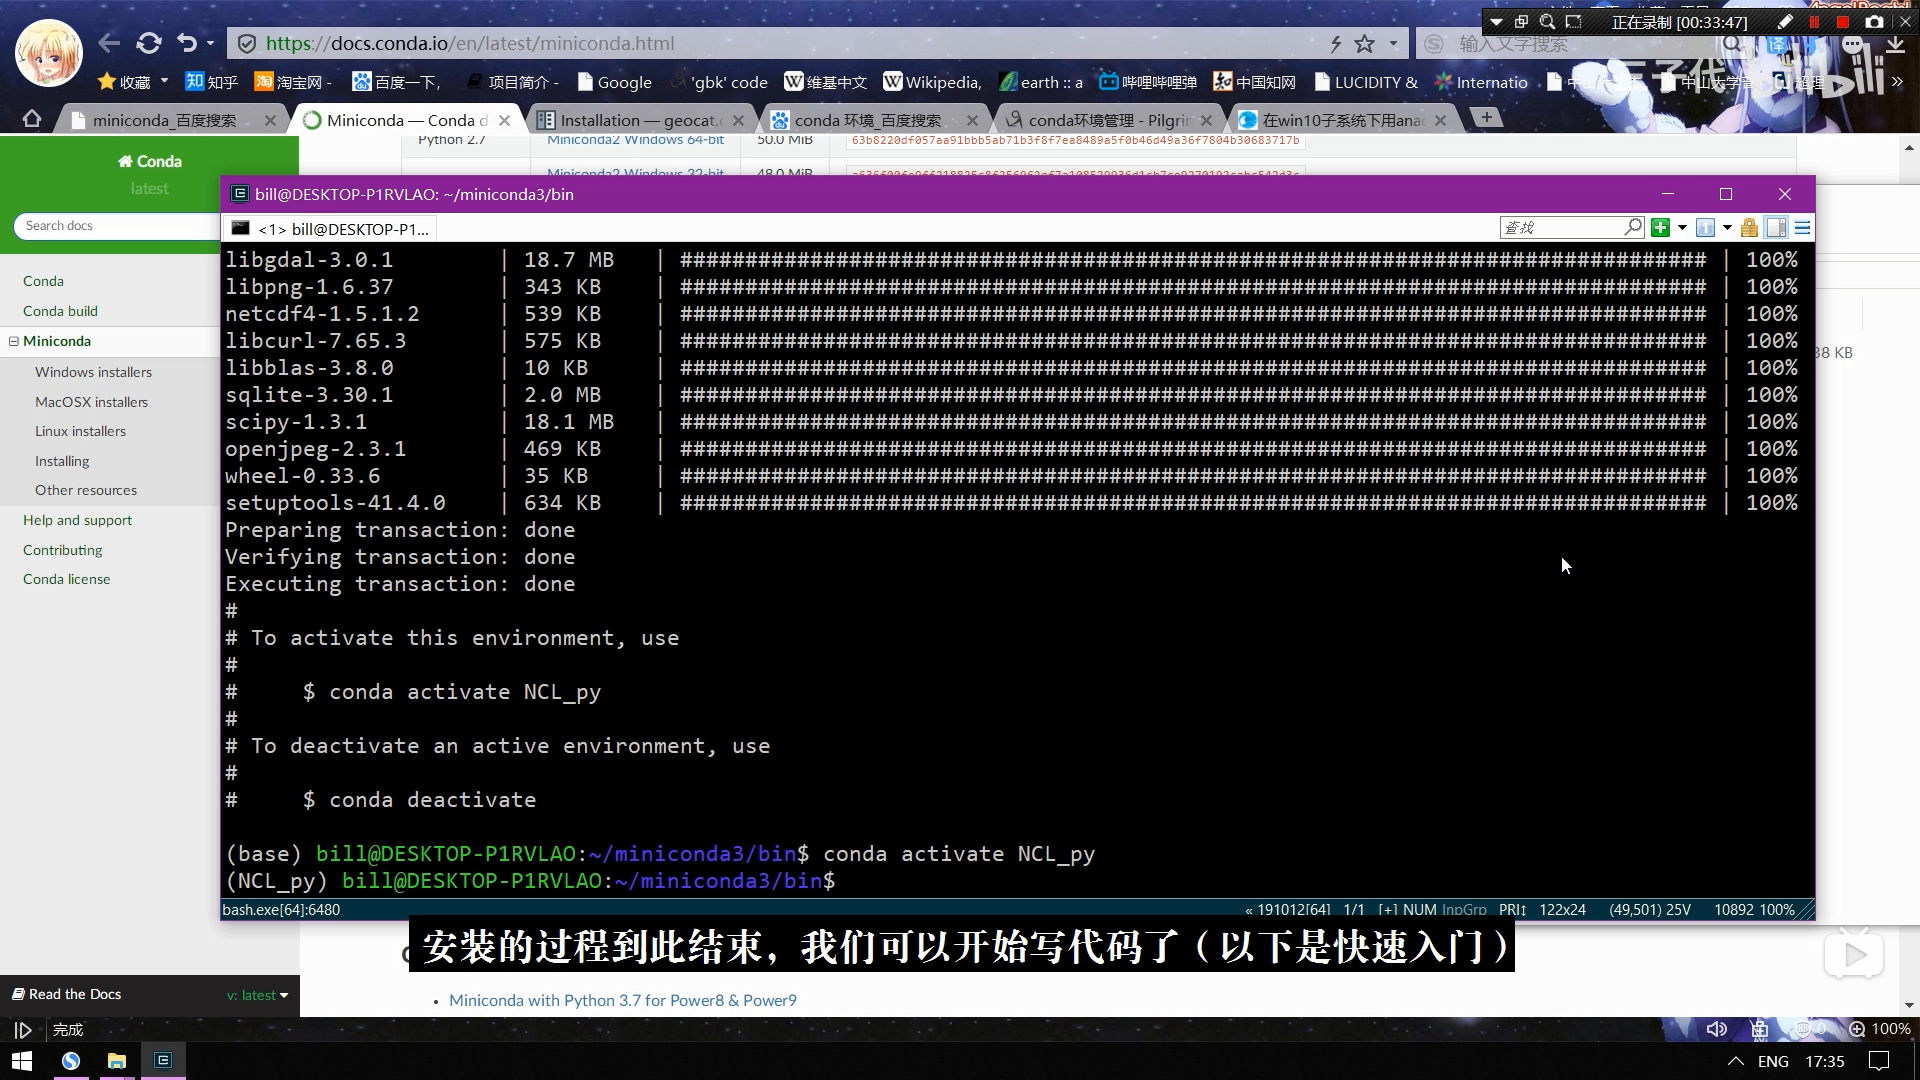 正在录制 [00:33:47]
https://docs.conda.io/en/latest/miniconda.html
输入文字搜索
收藏 知乎 淘宝网 - 百度一下, 项目简介 - Google 'gbk' code 维基中文 Wikipedia, earth :: a 哔哩哔哩弹 中国知网 LUCIDITY & Internatio
miniconda_百度搜索
Miniconda — Conda d
Installation — geocat.
conda 环境_百度搜索
conda环境管理 - Pilgrim
在win10子系统下用anac
Python 2.7 Miniconda2 Windows 64-bit 50.0 MiB 63b8220df057aa91bbb5ab71b3f8f7ea8489a5f0b46d49a36f7804b30683717b
Conda
latest
Search docs
Conda
Conda build
Miniconda
Windows installers
MacOSX installers
Linux installers
Installing
Other resources
Help and support
Contributing
Conda license
Read the Docs
v: latest
bill@DESKTOP-P1RVLAO: ~/miniconda3/bin
<1> bill@DESKTOP-P1...
查找
libgdal-3.0.1 | 18.7 MB | ############################################################################### | 100%
libpng-1.6.37 | 343 KB | ############################################################################### | 100%
netcdf4-1.5.1.2 | 539 KB | ############################################################################### | 100%
libcurl-7.65.3 | 575 KB | ############################################################################### | 100%
libblas-3.8.0 | 10 KB | ############################################################################### | 100%
sqlite-3.30.1 | 2.0 MB | ############################################################################### | 100%
scipy-1.3.1 | 18.1 MB | ############################################################################### | 100%
openjpeg-2.3.1 | 469 KB | ############################################################################### | 100%
wheel-0.33.6 | 35 KB | ############################################################################### | 100%
setuptools-41.4.0 | 634 KB | ############################################################################### | 100%
Preparing transaction: done
Verifying transaction: done
Executing transaction: done
#
# To activate this environment, use
#
# $ conda activate NCL_py
#
# To deactivate an active environment, use
#
# $ conda deactivate
(base) bill@DESKTOP-P1RVLAO:~/miniconda3/bin$ conda activate NCL_py
(NCL_py) bill@DESKTOP-P1RVLAO:~/miniconda3/bin$
bash.exe[64]:6480
« 191012[64] 1/1 [+] NUM InpGrp PRI↕ 122x24 (49,501) 25V 10892 100%
38 KB
安装的过程到此结束，我们可以开始写代码了（以下是快速入门）
• Miniconda with Python 3.7 for Power8 & Power9
完成
0
100%
ENG 17:35